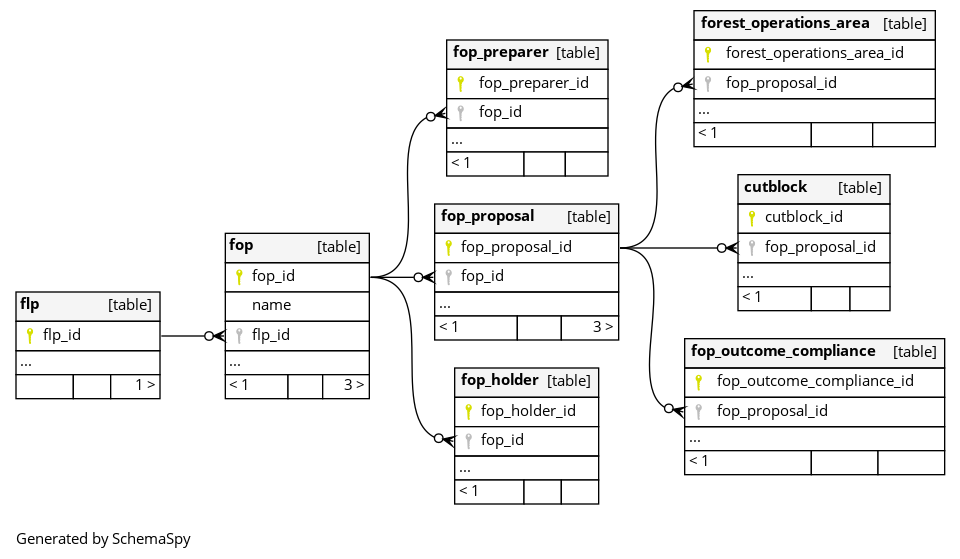 flp [table]
flp_id
...
1 >
fop [table]
fop_id
name
flp_id
...
< 1 3 >
fop_preparer [table]
fop_preparer_id
fop_id
...
< 1
fop_proposal [table]
fop_proposal_id
fop_id
...
< 1 3 >
fop_holder [table]
fop_holder_id
fop_id
...
< 1
forest_operations_area [table]
forest_operations_area_id
fop_proposal_id
...
< 1
cutblock [table]
cutblock_id
fop_proposal_id
...
< 1
fop_outcome_compliance [table]
fop_outcome_compliance_id
fop_proposal_id
...
< 1
Generated by SchemaSpy